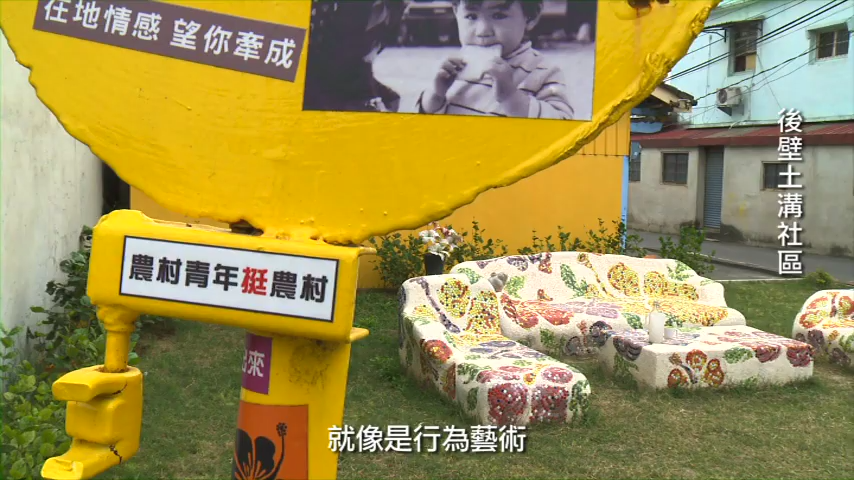 在地情感 望你牽成
後壁土溝社區
農村青年挺農村
來
就像是行為藝術